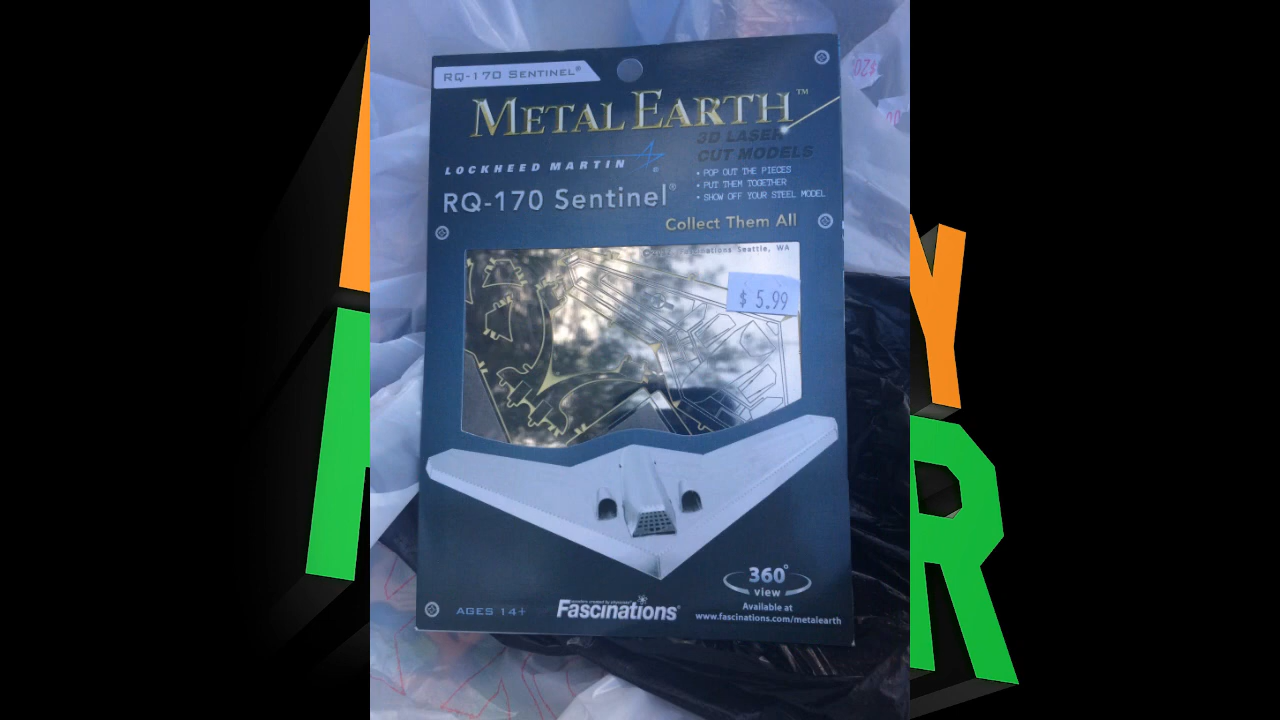 RQ-170 SENTINEL®
METAL EARTH™
3D LASER
CUT MODELS
LOCKHEED MARTIN
®
• POP OUT THE PIECES
• PUT THEM TOGETHER
• SHOW OFF YOUR STEEL MODEL
RQ-170 Sentinel®
Collect Them All
Fascinations Seattle, WA
$ 5.99
$20.
Y
R
360°
view
Available at
www.fascinations.com/metalearth
AGES 14+
Fascinations®